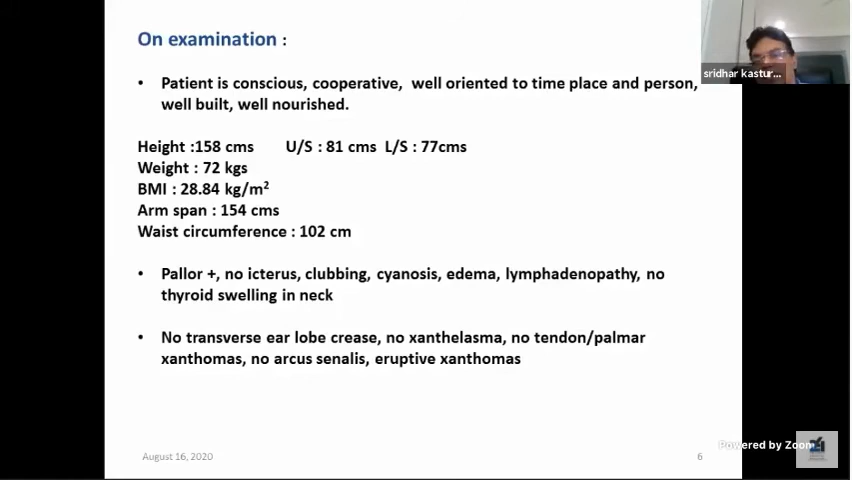 On examination :
sridhar kastur...
• Patient is conscious, cooperative, well oriented to time place and person,
well built, well nourished.
Height :158 cms U/S : 81 cms L/S : 77cms
Weight : 72 kgs
BMI : 28.84 kg/m²
Arm span : 154 cms
Waist circumference : 102 cm
• Pallor +, no icterus, clubbing, cyanosis, edema, lymphadenopathy, no
thyroid swelling in neck
• No transverse ear lobe crease, no xanthelasma, no tendon/palmar
xanthomas, no arcus senalis, eruptive xanthomas
Powered by Zoom
August 16, 2020 6